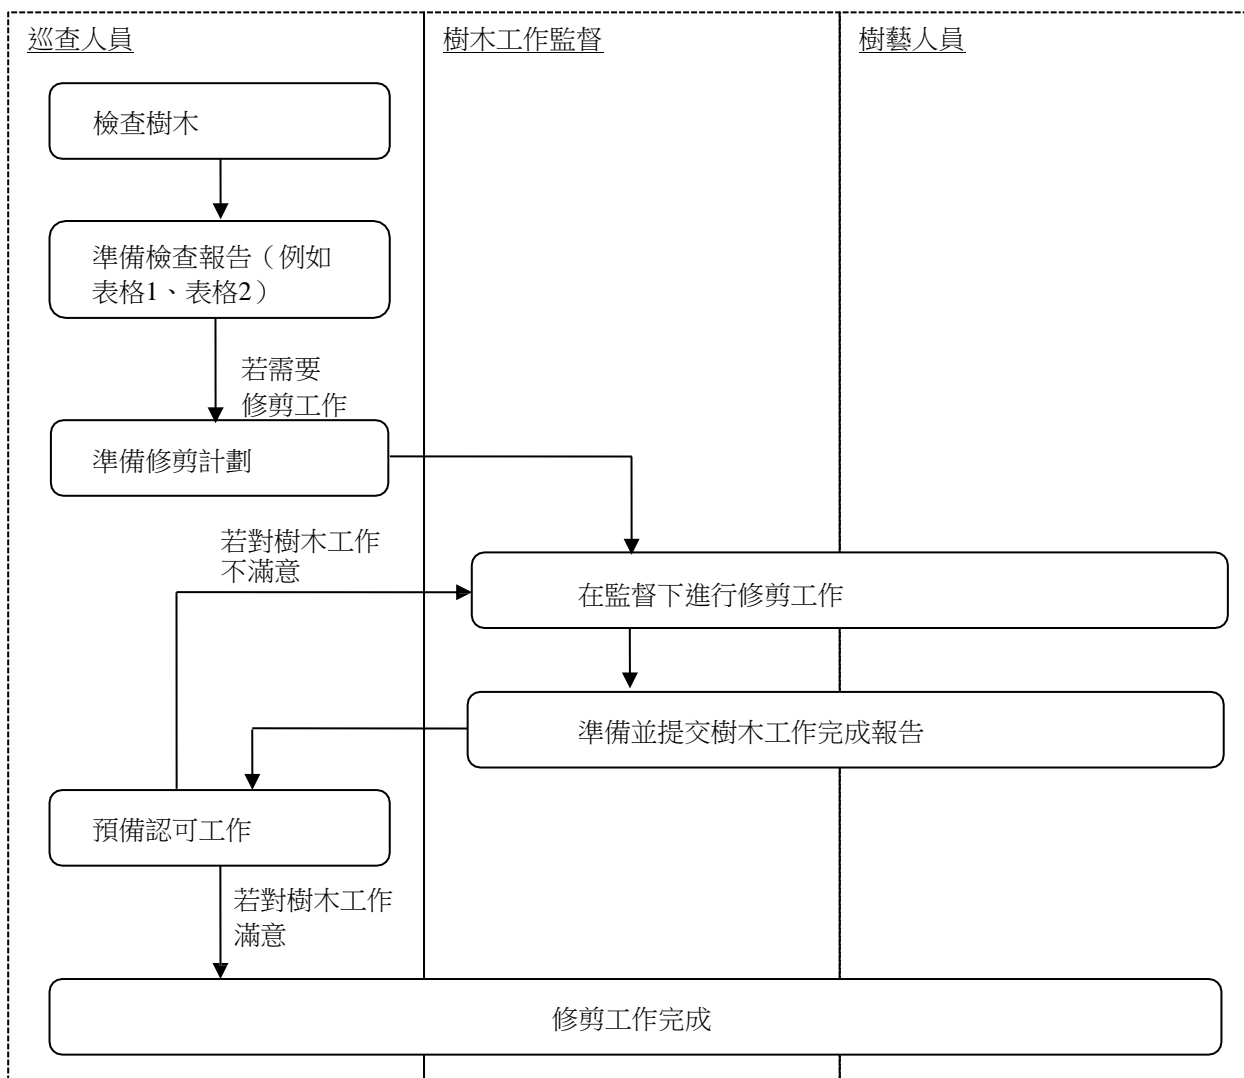 巡查人員
樹木工作監督
樹藝人員
檢查樹木
準備檢查報告（例如
表格1、表格2）
若需要
修剪工作
準備修剪計劃
若對樹木工作
不滿意
在監督下進行修剪工作
準備並提交樹木工作完成報告
預備認可工作
若對樹木工作
滿意
修剪工作完成